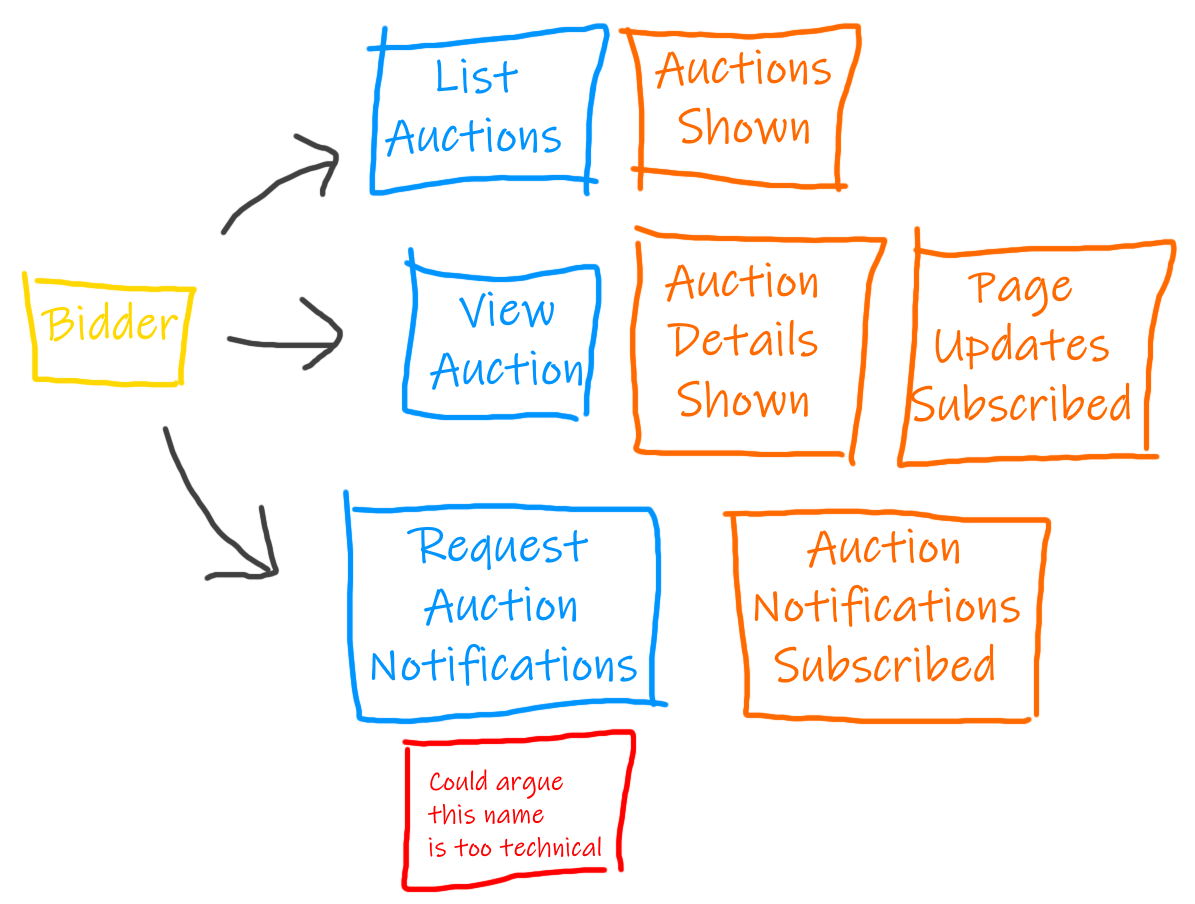 List
Auctions
Auctions
Shown
Bidder
View
Auction
Auction
Details
Shown
Page
Updates
Subscribed
Request
Auction
Notifications
Auction
Notifications
Subscribed
Could argue
this name
is too technical